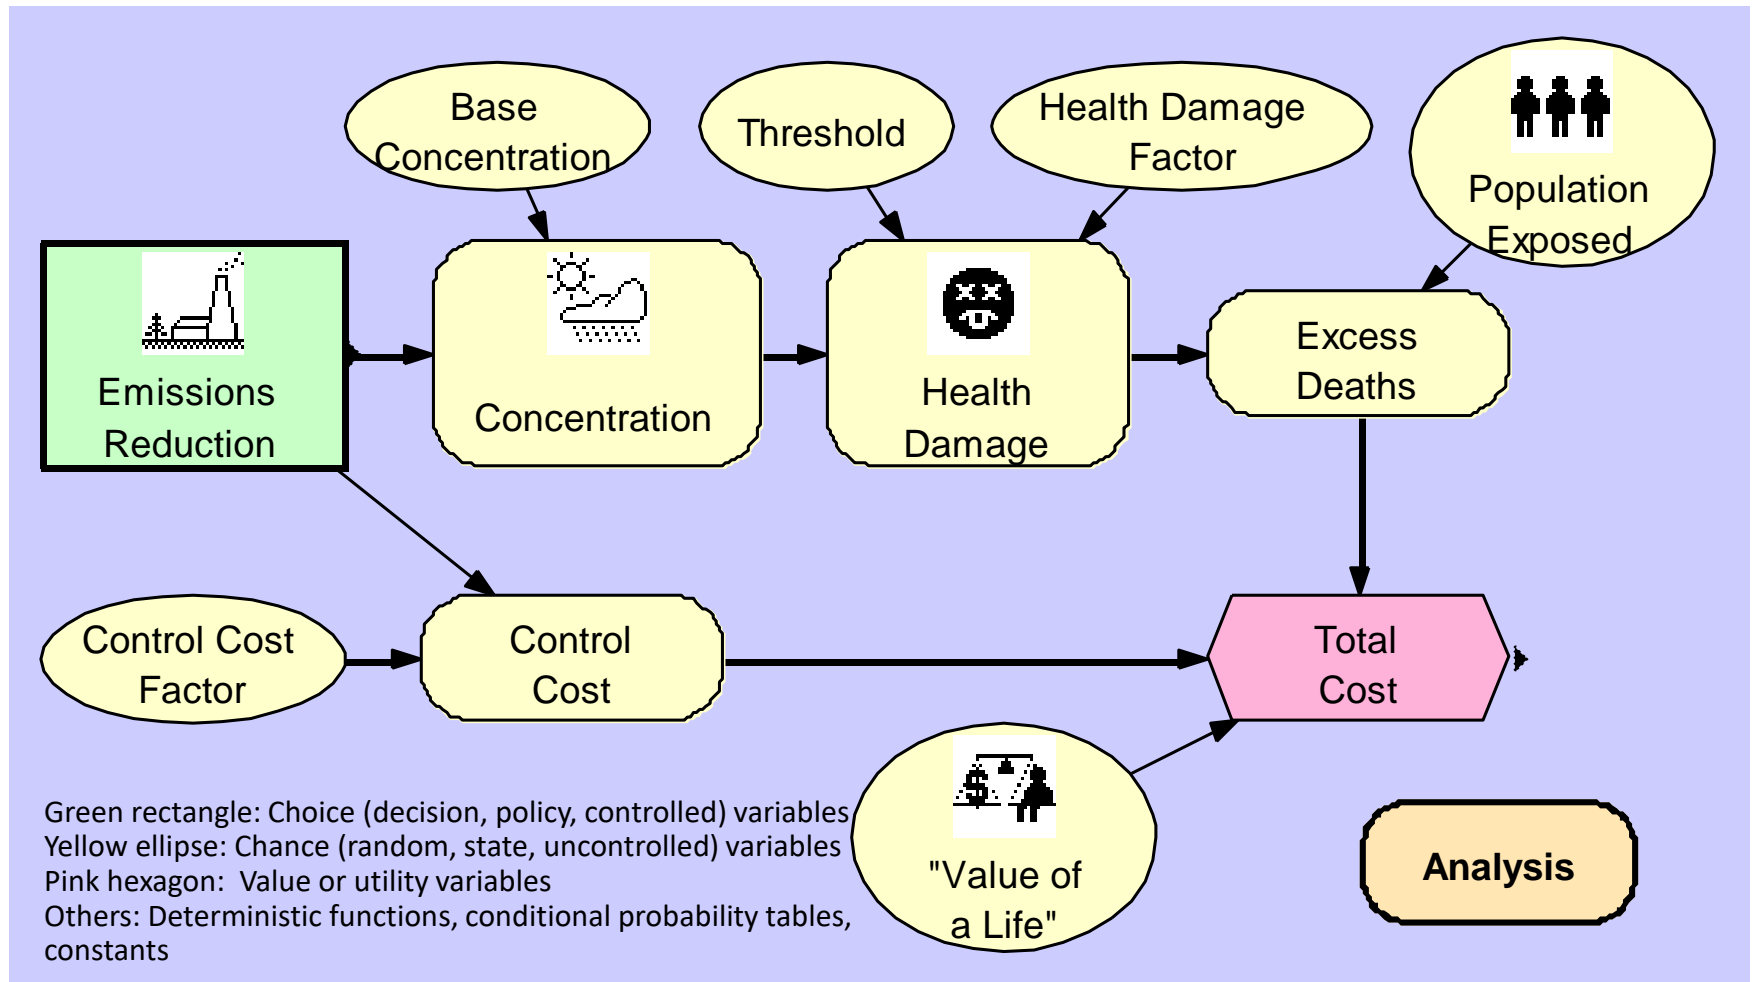 Base
Concentration
Threshold
Health Damage
Factor
Population
Exposed
Emissions
Reduction
Concentration
Health
Damage
Excess
Deaths
Control Cost
Factor
Control
Cost
Total
Cost
$
"Value of
a Life"
Analysis
Green rectangle: Choice (decision, policy, controlled) variables
Yellow ellipse: Chance (random, state, uncontrolled) variables
Pink hexagon:  Value or utility variables
Others: Deterministic functions, conditional probability tables,
constants